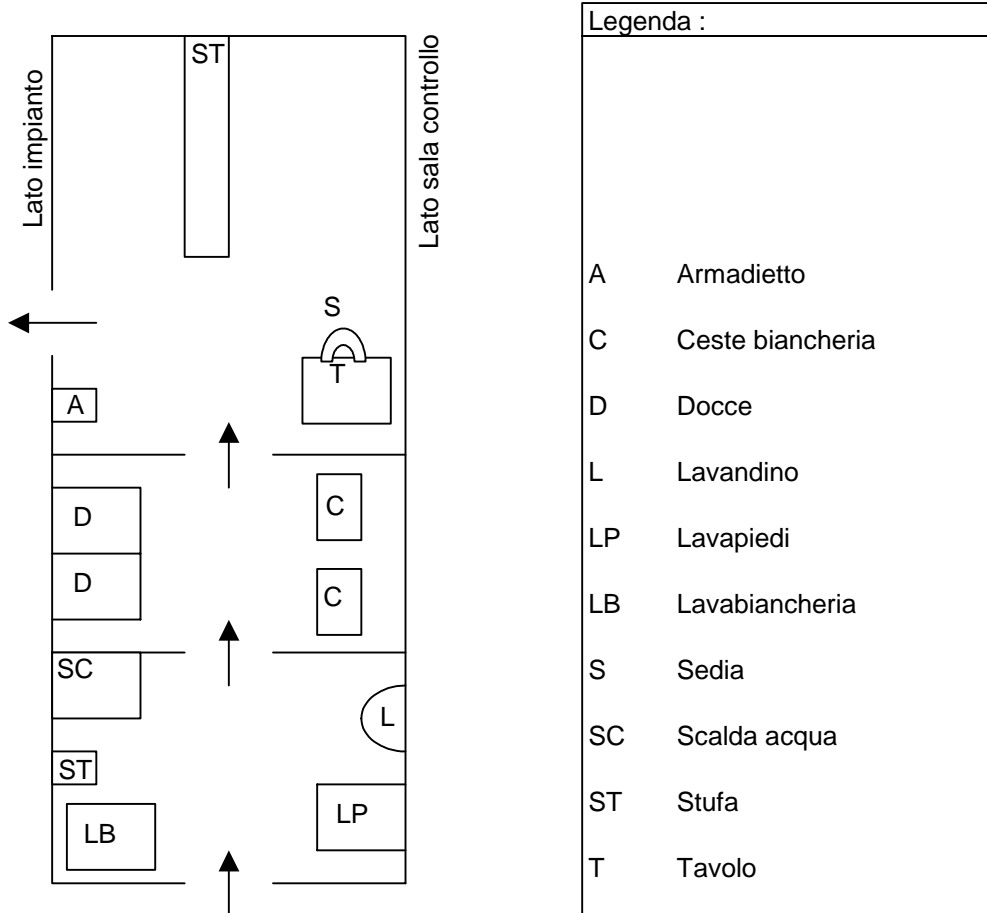 Legenda :
ST
Lato impianto
Lato sala controllo
A Armadietto
S
C Ceste biancheria
T
A
D Docce
L Lavandino
C
D
LP Lavapiedi
D
C
LB Lavabiancheria
SC
S Sedia
L
SC Scalda acqua
ST
ST Stufa
LP
LB
T Tavolo